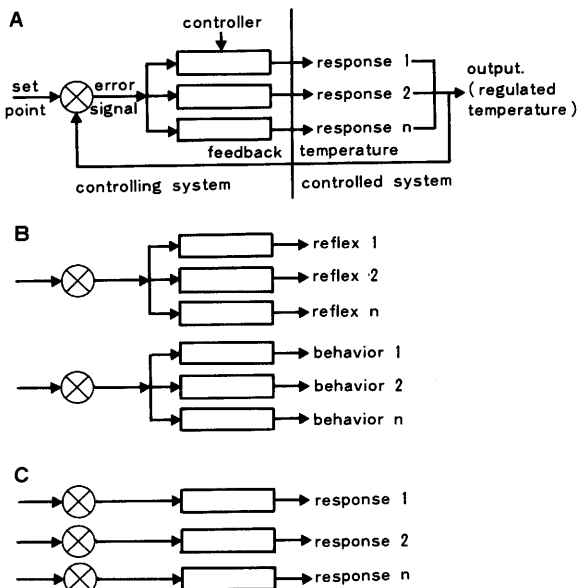 A
controller
response 1
set point
error signal
response 2
output. (regulated temperature)
response n
feedback temperature
controlling system
controlled system
B
reflex 1
reflex 2
reflex n
behavior 1
behavior 2
behavior n
C
response 1
response 2
response n